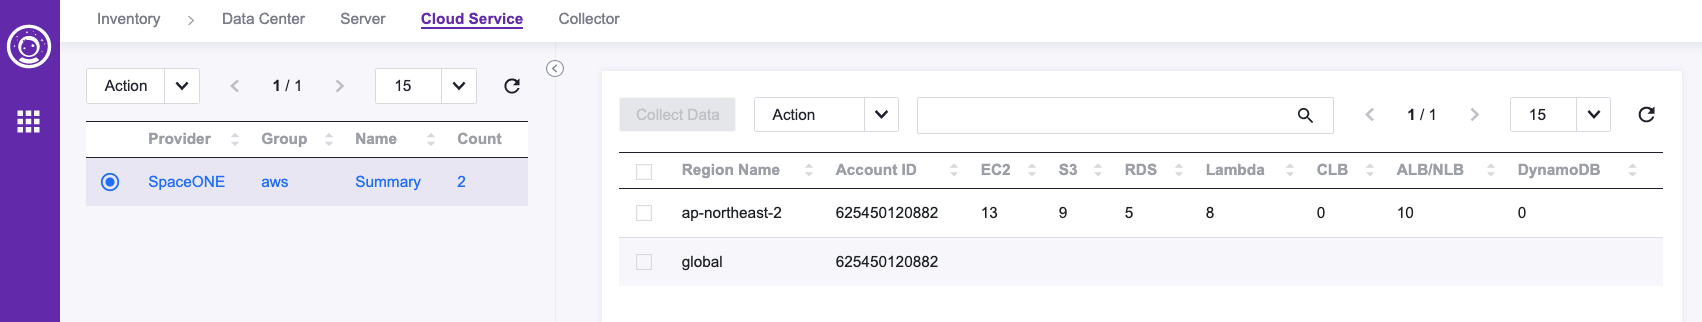 Inventory > Data Center Server Cloud Service Collector
Action 1 / 1 15
Provider Group Name Count
SpaceONE aws Summary 2
Collect Data Action 1 / 1 15
Region Name Account ID EC2 S3 RDS Lambda CLB ALB/NLB DynamoDB
ap-northeast-2 625450120882 13 9 5 8 0 10 0
global 625450120882